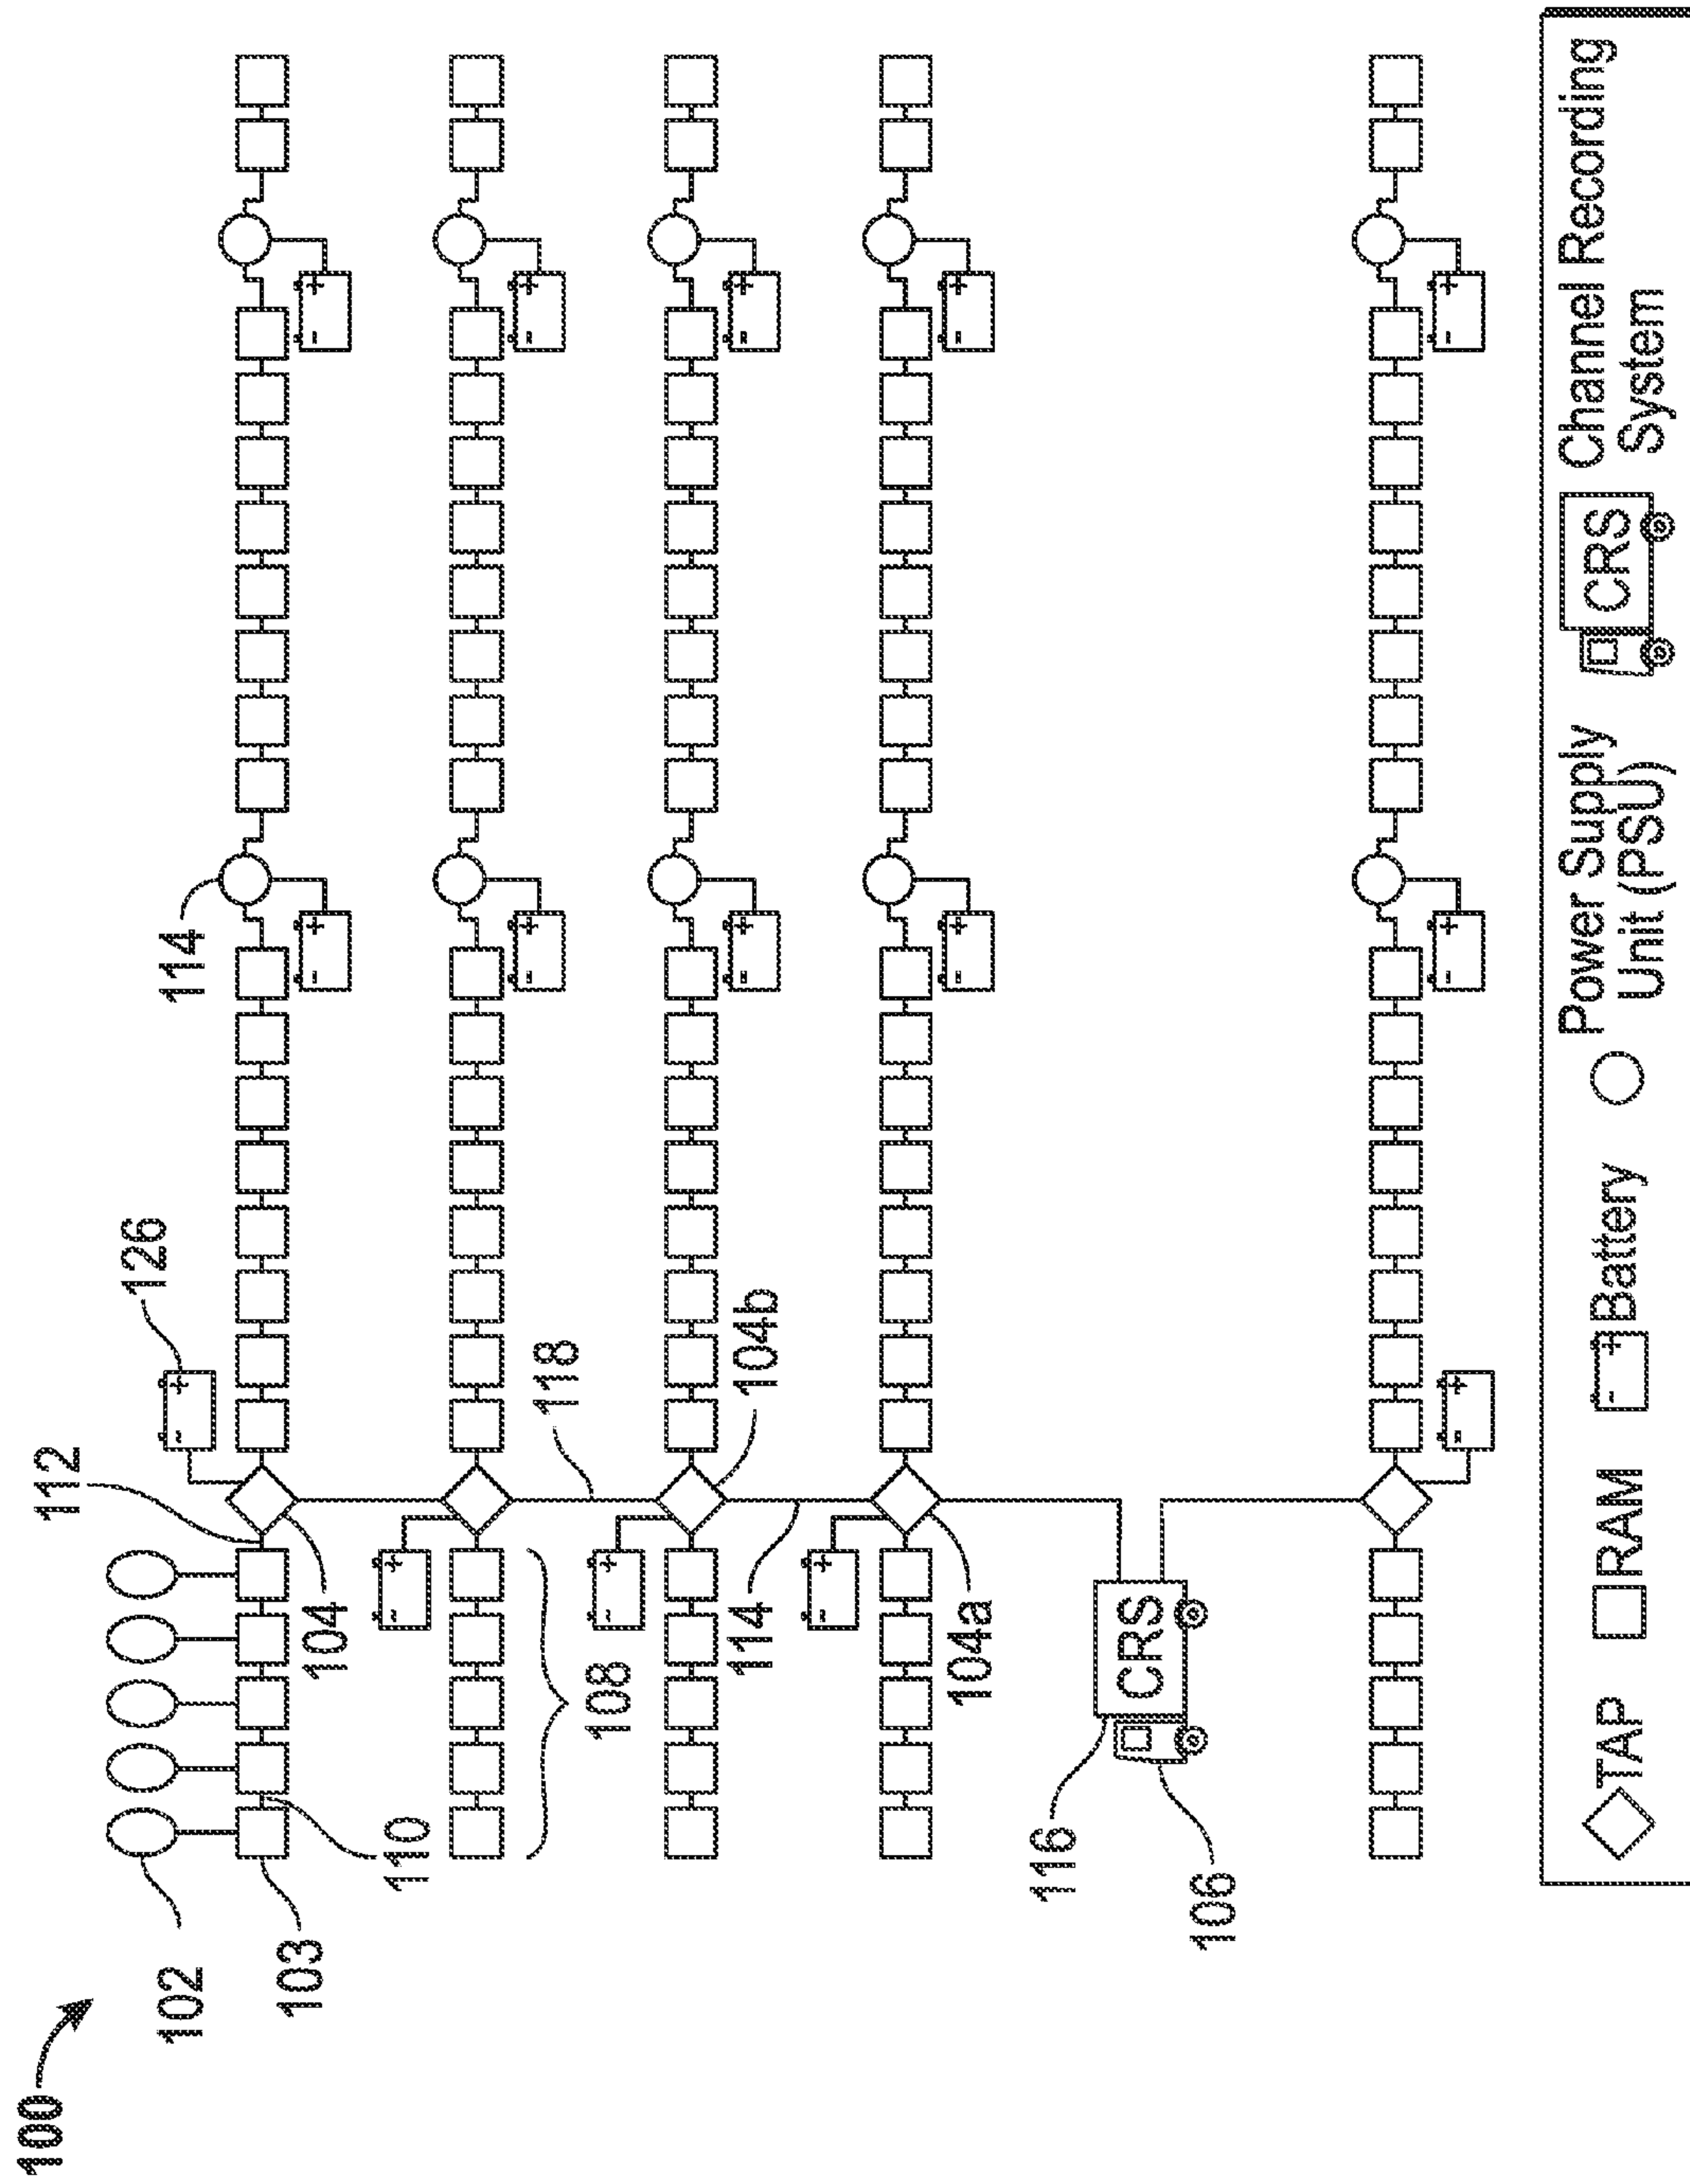 100
112
126
102
114
103
104
110
118
108
114
104b
104a
116
CRS
106
TAP
RAM
Battery
Power Supply
Unit (PSU)
CRS
Channel Recording
System